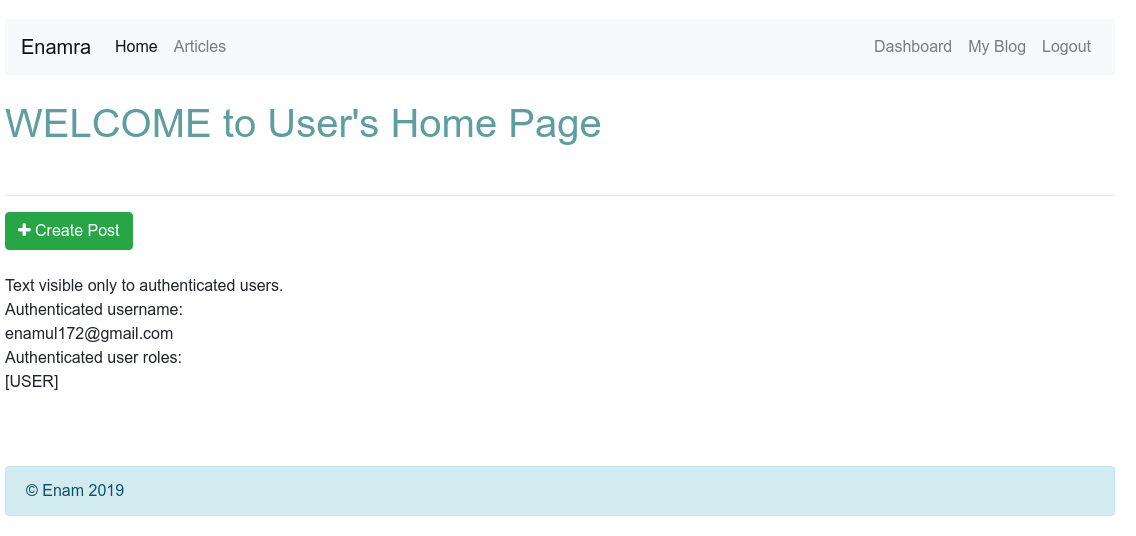 Enamra Home Articles Dashboard My Blog Logout
WELCOME to User's Home Page
Create Post
Text visible only to authenticated users.
Authenticated username:
enamul172@gmail.com
Authenticated user roles:
[USER]
© Enam 2019